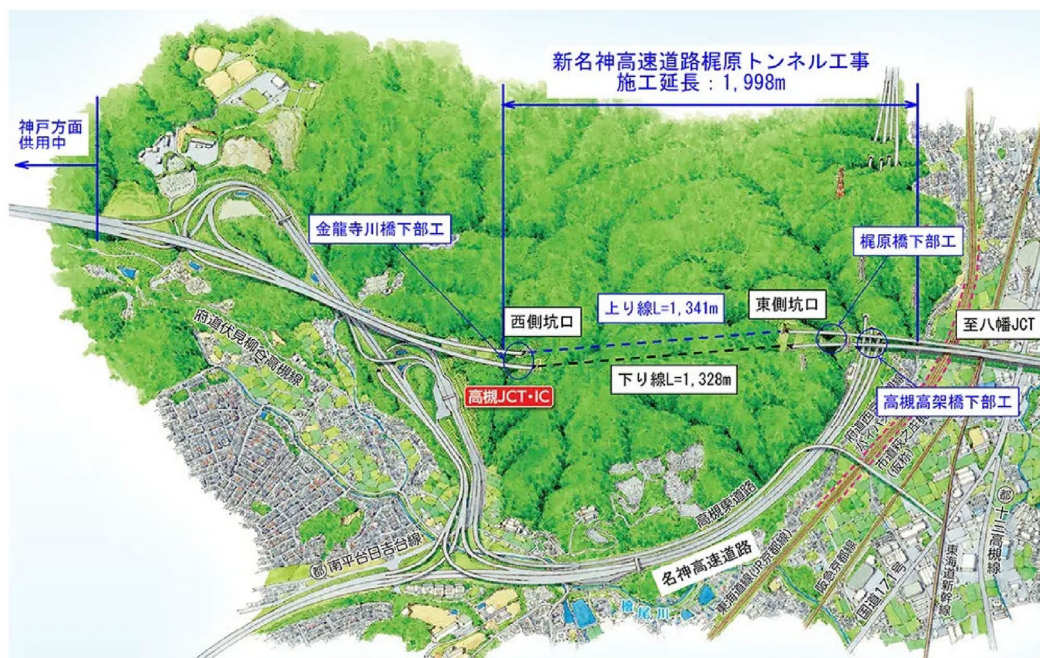 新名神高速道路梶原トンネル工事
施工延長：1,998m
神戸方面
供用中
金龍寺川橋下部工
梶原橋下部工
西側坑口
上り線L=1,341m
東側坑口
至八幡JCT
府道伏見柳谷高槻線
下り線L=1,328m
高槻JCT・IC
高槻高架橋下部工
(仮称)
高槻東道路
名神高速道路
都 南平台日吉台線
東海道線(JR京都線)
阪急京都線
国道171号
東海道新幹線
都 十三高槻線
檜尾川